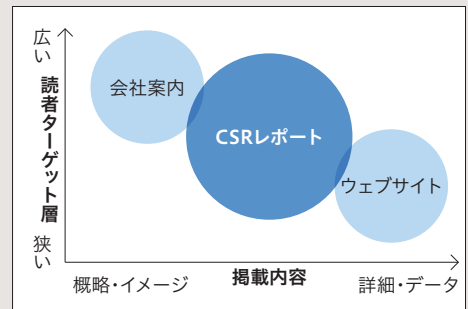 広い
読者ターゲット層
狭い
会社案内
CSRレポート
ウェブサイト
概略・イメージ
掲載内容
詳細・データ